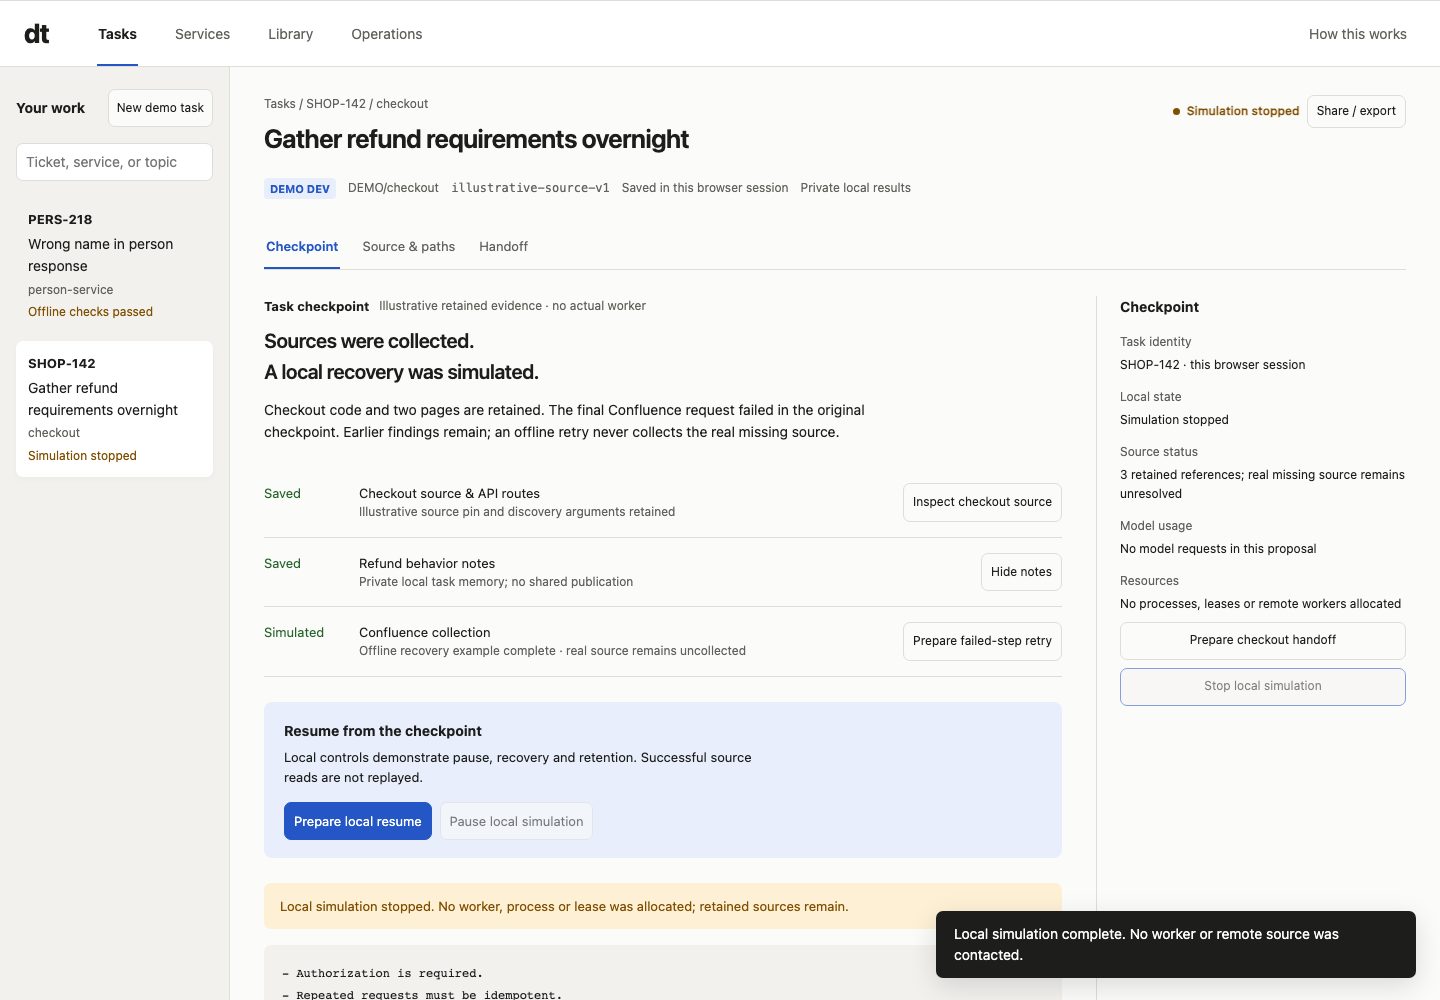 dt
Tasks
Services
Library
Operations
How this works
Your work
New demo task
Ticket, service, or topic
PERS-218
Wrong name in person
response
person-service
Offline checks passed
SHOP-142
Gather refund
requirements overnight
checkout
Simulation stopped
Tasks / SHOP-142 / checkout
Simulation stopped
Share / export
Gather refund requirements overnight
DEMO DEV
DEMO/checkout
illustrative-source-v1
Saved in this browser session
Private local results
Checkpoint
Source & paths
Handoff
Task checkpoint
Illustrative retained evidence · no actual worker
Sources were collected.
A local recovery was simulated.
Checkout code and two pages are retained. The final Confluence request failed in the original
checkpoint. Earlier findings remain; an offline retry never collects the real missing source.
Saved
Checkout source & API routes
Illustrative source pin and discovery arguments retained
Inspect checkout source
Saved
Refund behavior notes
Private local task memory; no shared publication
Hide notes
Simulated
Confluence collection
Offline recovery example complete · real source remains uncollected
Prepare failed-step retry
Resume from the checkpoint
Local controls demonstrate pause, recovery and retention. Successful source
reads are not replayed.
Prepare local resume
Pause local simulation
Local simulation stopped. No worker, process or lease was allocated; retained sources remain.
- Authorization is required.
- Repeated requests must be idempotent.
Checkpoint
Task identity
SHOP-142 · this browser session
Local state
Simulation stopped
Source status
3 retained references; real missing source remains
unresolved
Model usage
No model requests in this proposal
Resources
No processes, leases or remote workers allocated
Prepare checkout handoff
Stop local simulation
Local simulation complete. No worker or remote source was
contacted.